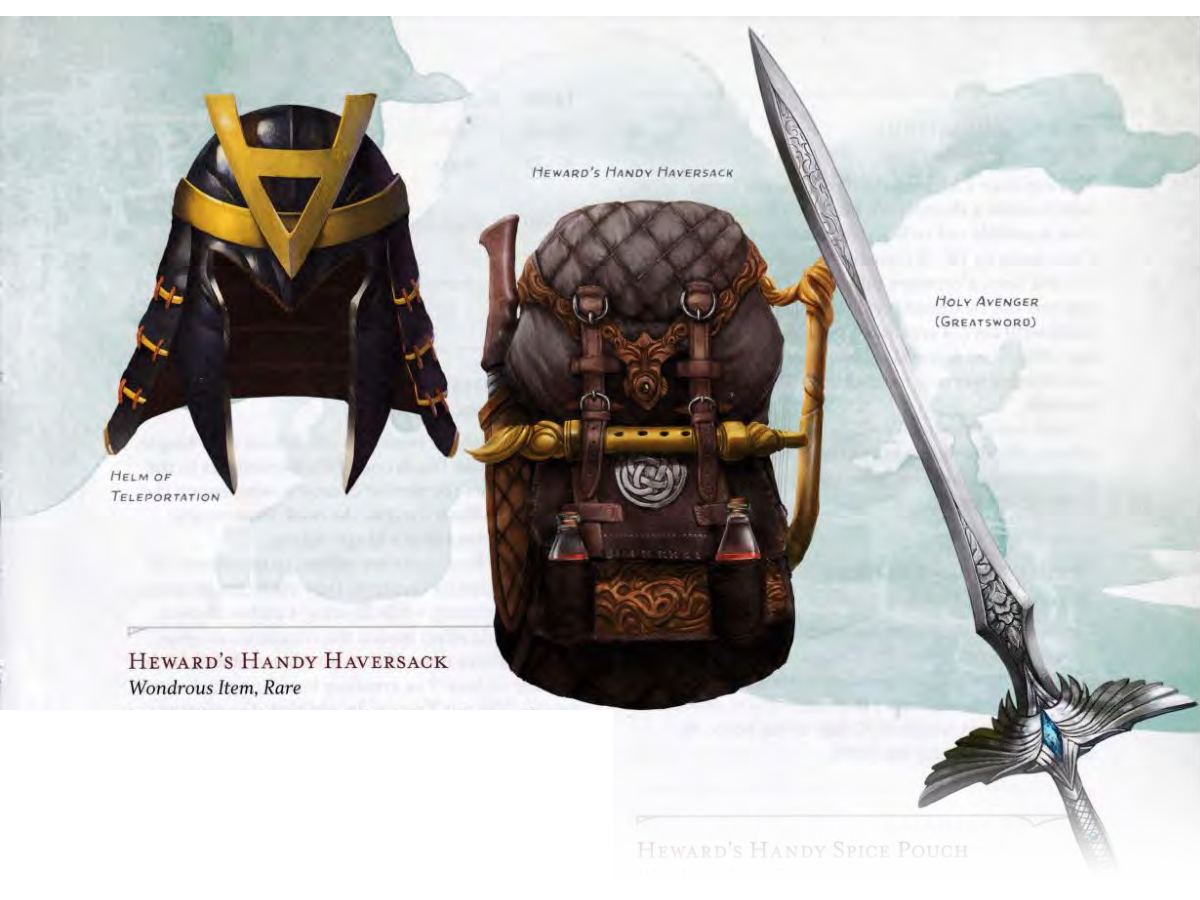 Heward's Handy Haversack
Holy Avenger
(Greatsword)
Helm of
Teleportation
Heward's Handy Haversack
Wondrous Item, Rare
Heward's Handy Spice Pouch